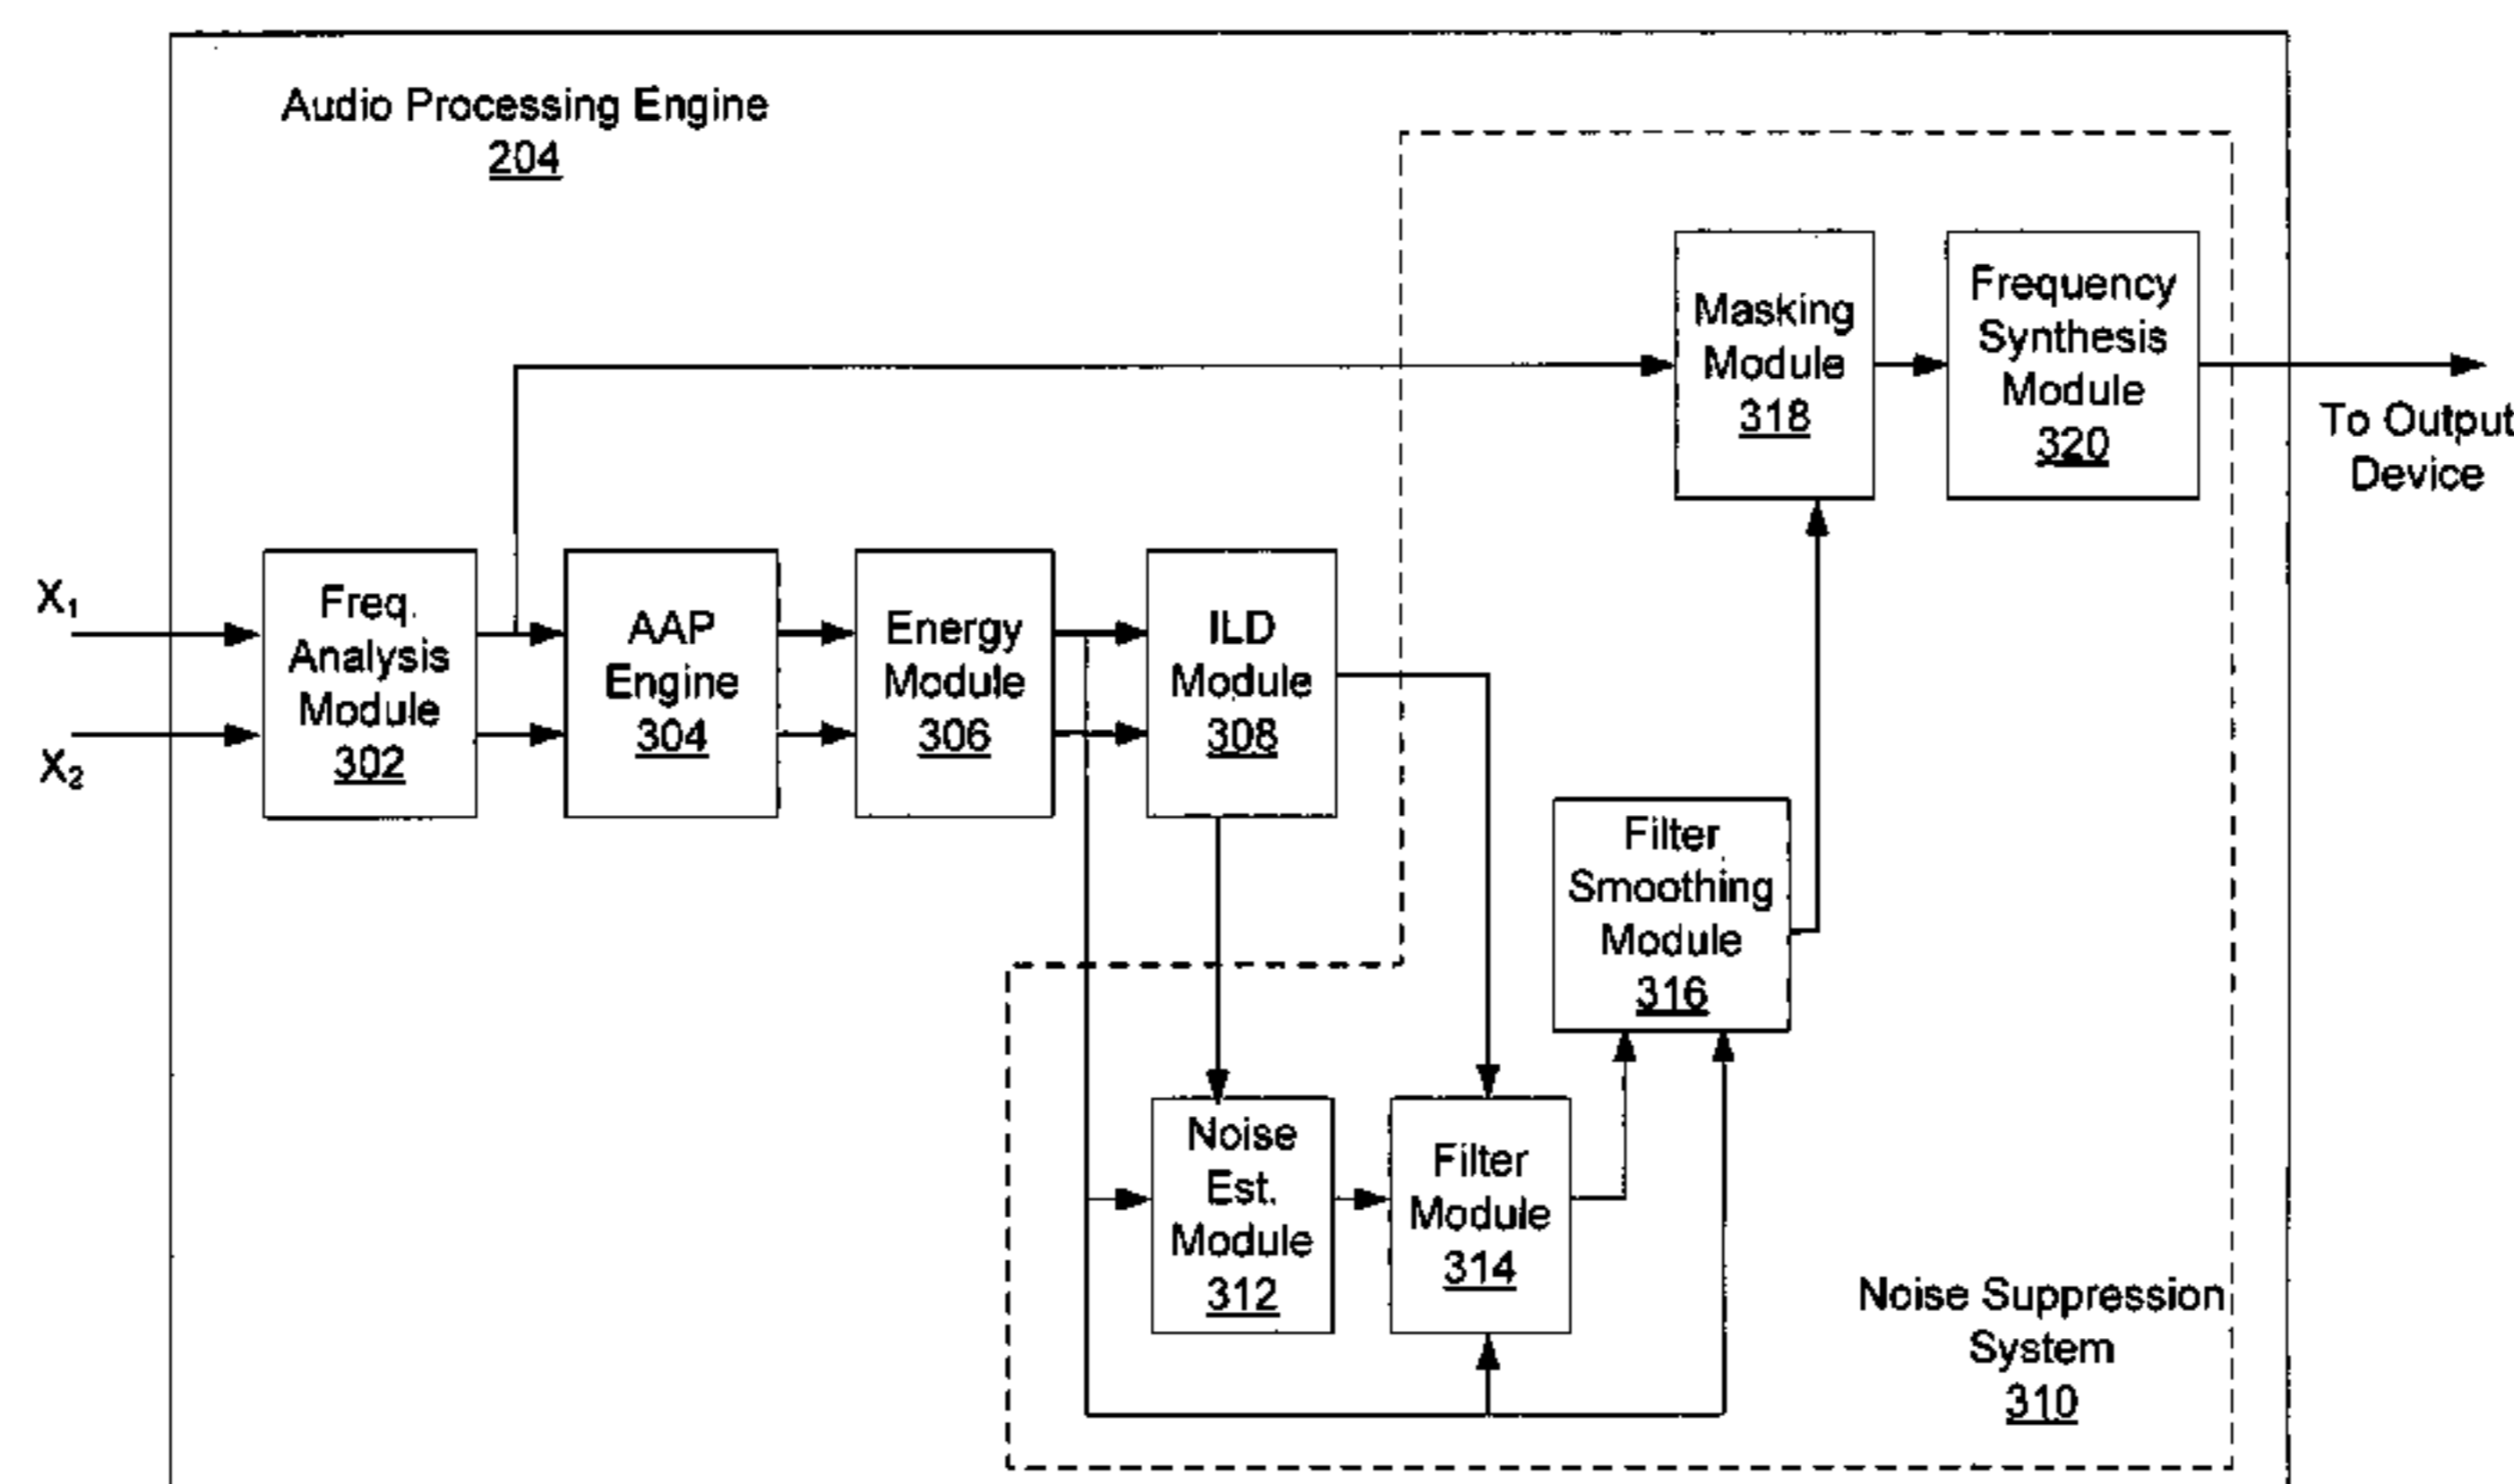 Audio Processing Engine
204
Masking
Module
318
Frequency
Synthesis
Module
320
To Output
Device
X₁
X₂
Freq.
Analysis
Module
302
AAP
Engine
304
Energy
Module
306
ILD
Module
308
Filter
Smoothing
Module
316
Noise
Est.
Module
312
Filter
Module
314
Noise Suppression
System
310